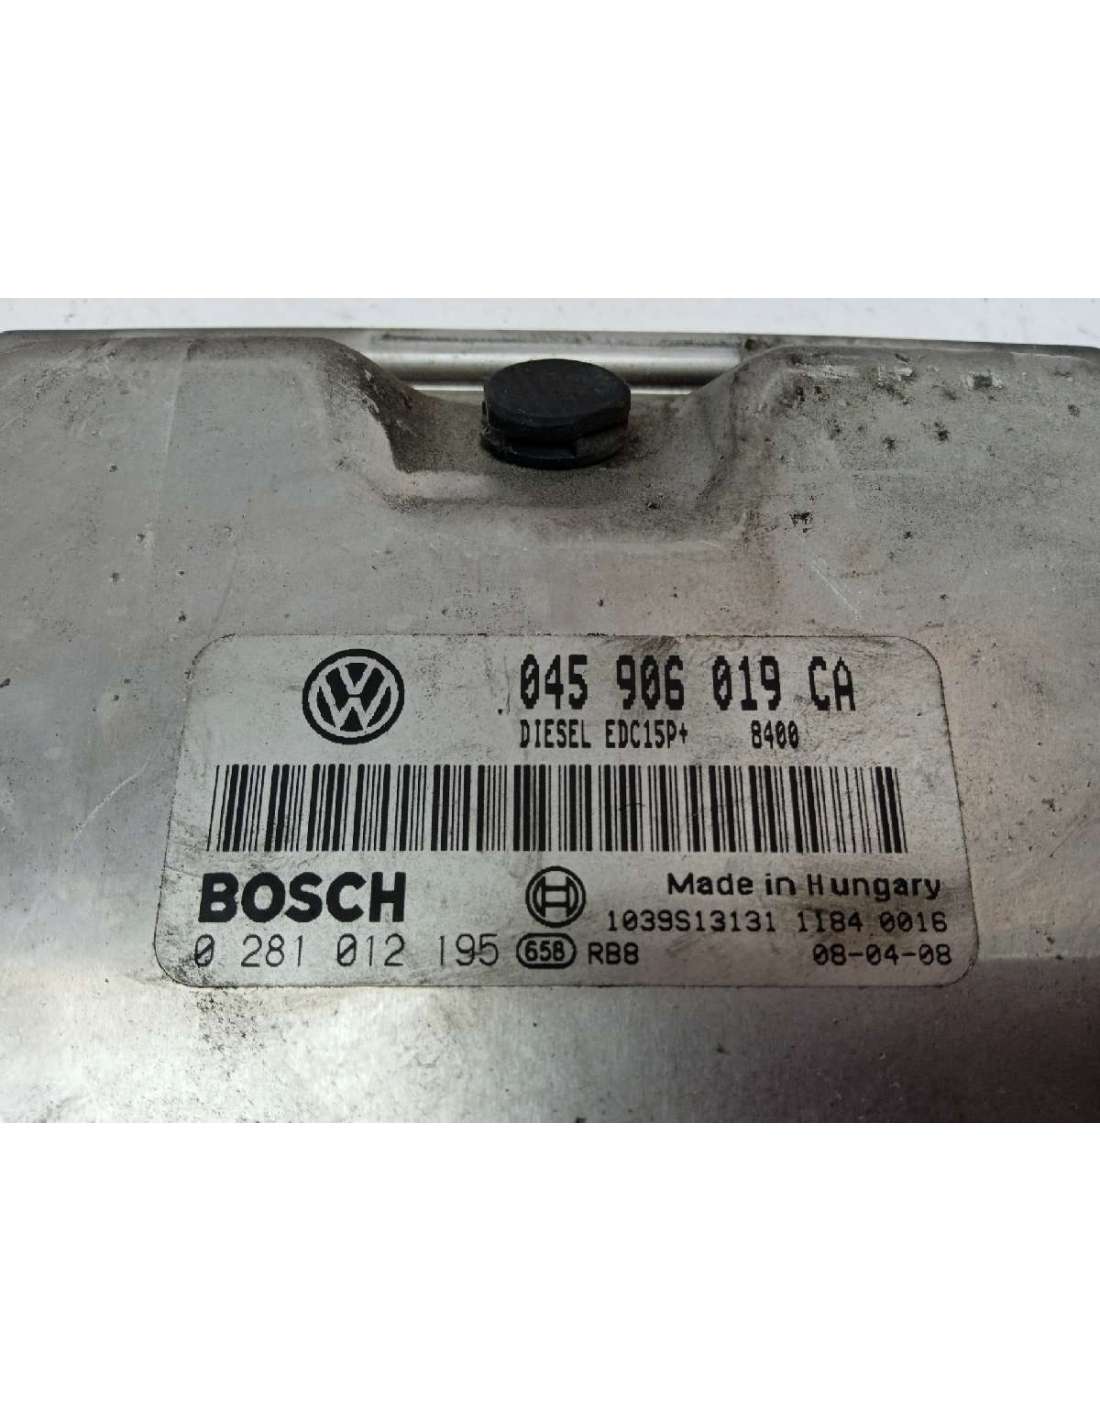 045 906 019 CA
DIESEL EDC15P+ 8400
BOSCH
Made in Hungary
1039S13131 1184 0016
0 281 012 195 658 RB8 08-04-08